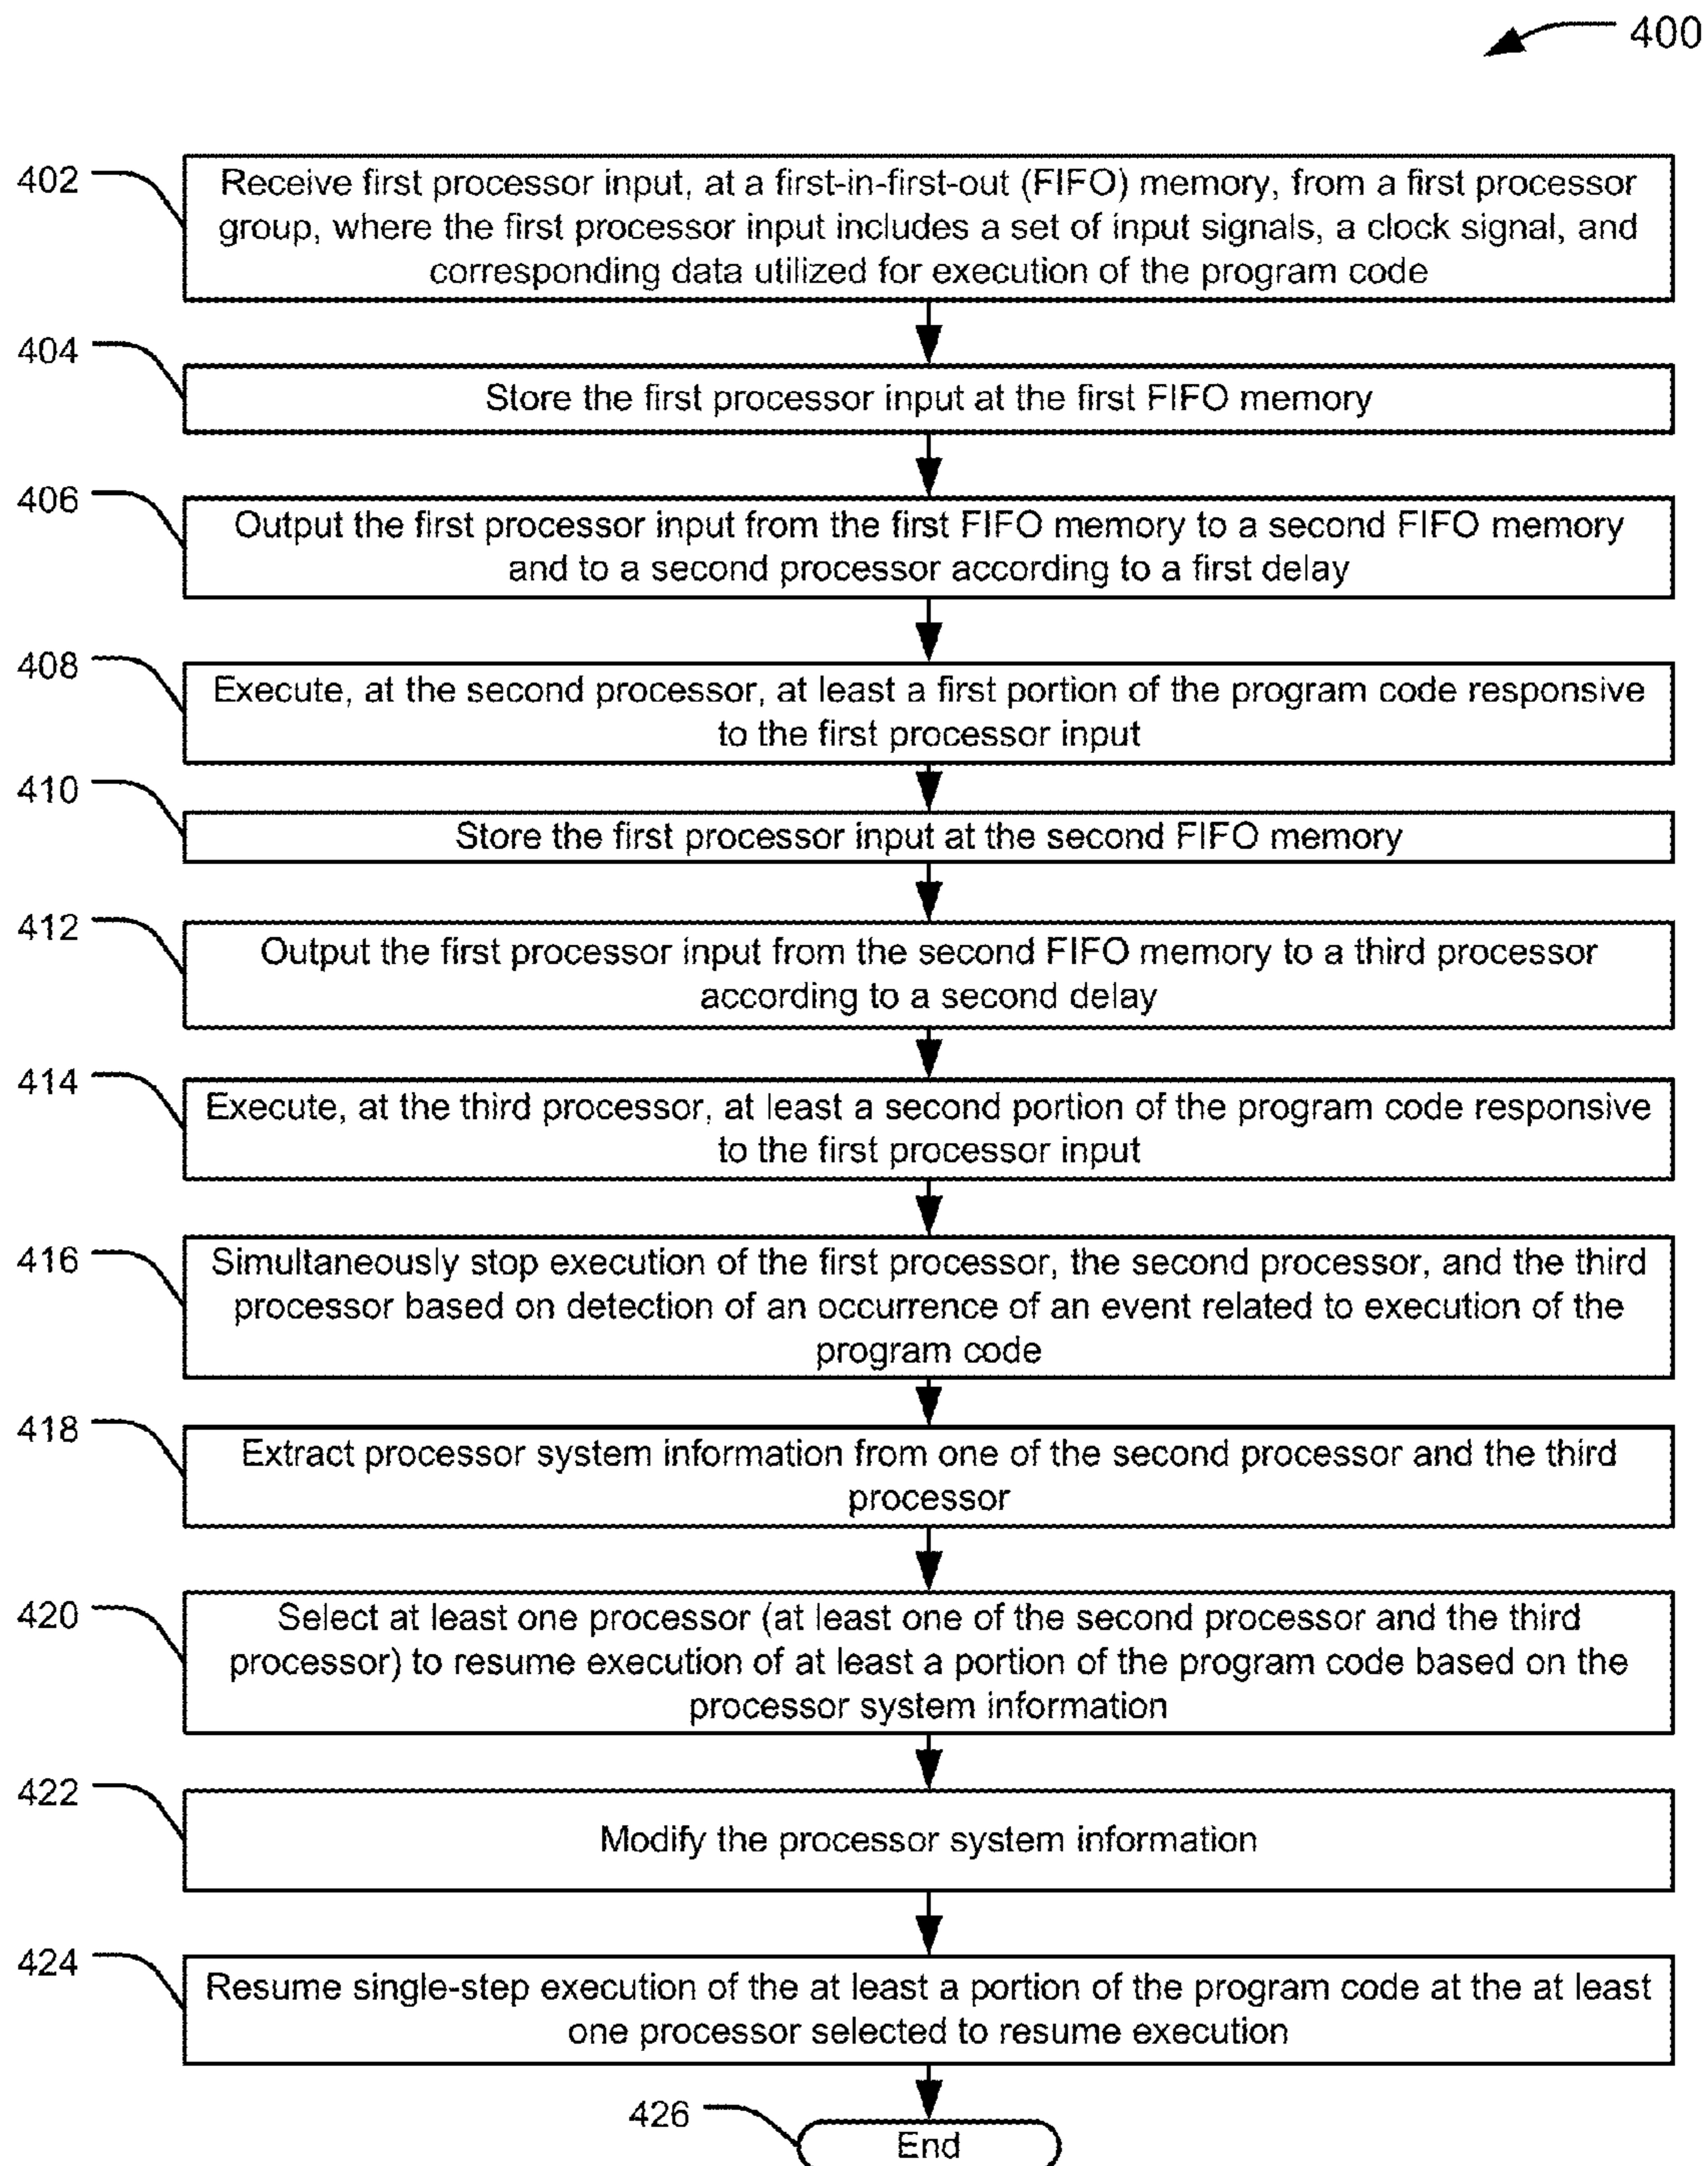 400
402
Receive first processor input, at a first-in-first-out (FIFO) memory, from a first processor
group, where the first processor input includes a set of input signals, a clock signal, and
corresponding data utilized for execution of the program code
404
Store the first processor input at the first FIFO memory
406
Output the first processor input from the first FIFO memory to a second FIFO memory
and to a second processor according to a first delay
408
Execute, at the second processor, at least a first portion of the program code responsive
to the first processor input
410
Store the first processor input at the second FIFO memory
412
Output the first processor input from the second FIFO memory to a third processor
according to a second delay
414
Execute, at the third processor, at least a second portion of the program code responsive
to the first processor input
416
Simultaneously stop execution of the first processor, the second processor, and the third
processor based on detection of an occurrence of an event related to execution of the
program code
418
Extract processor system information from one of the second processor and the third
processor
420
Select at least one processor (at least one of the second processor and the third
processor) to resume execution of at least a portion of the program code based on the
processor system information
422
Modify the processor system information
424
Resume single-step execution of the at least a portion of the program code at the at least
one processor selected to resume execution
426
End